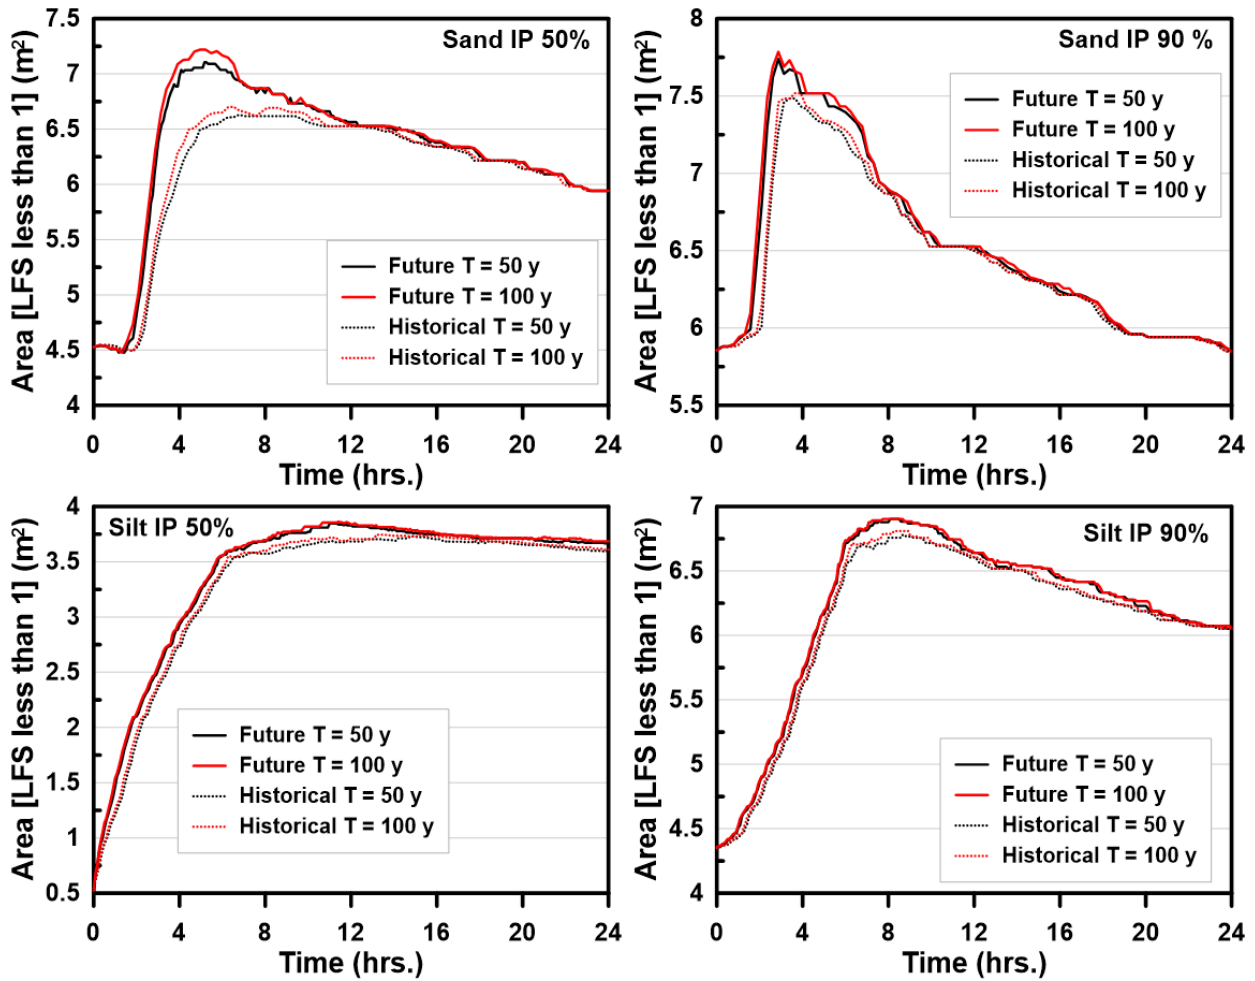 Sand IP 50%
Area [LFS less than 1] (m²)
7.5
7
6.5
6
5.5
5
4.5
4
Future T = 50 y
Future T = 100 y
Historical T = 50 y
Historical T = 100 y
0 4 8 12 16 20 24
Time (hrs.)
Sand IP 90 %
Area [LFS less than 1] (m²)
8
7.5
7
6.5
6
5.5
Future T = 50 y
Future T = 100 y
Historical T = 50 y
Historical T = 100 y
0 4 8 12 16 20 24
Time (hrs.)
Silt IP 50%
Area [LFS less than 1] (m²)
4
3.5
3
2.5
2
1.5
1
0.5
Future T = 50 y
Future T = 100 y
Historical T = 50 y
Historical T = 100 y
0 4 8 12 16 20 24
Time (hrs.)
Silt IP 90%
Area [LFS less than 1] (m²)
7
6.5
6
5.5
5
4.5
4
Future T = 50 y
Future T = 100 y
Historical T = 50 y
Historical T = 100 y
0 4 8 12 16 20 24
Time (hrs.)